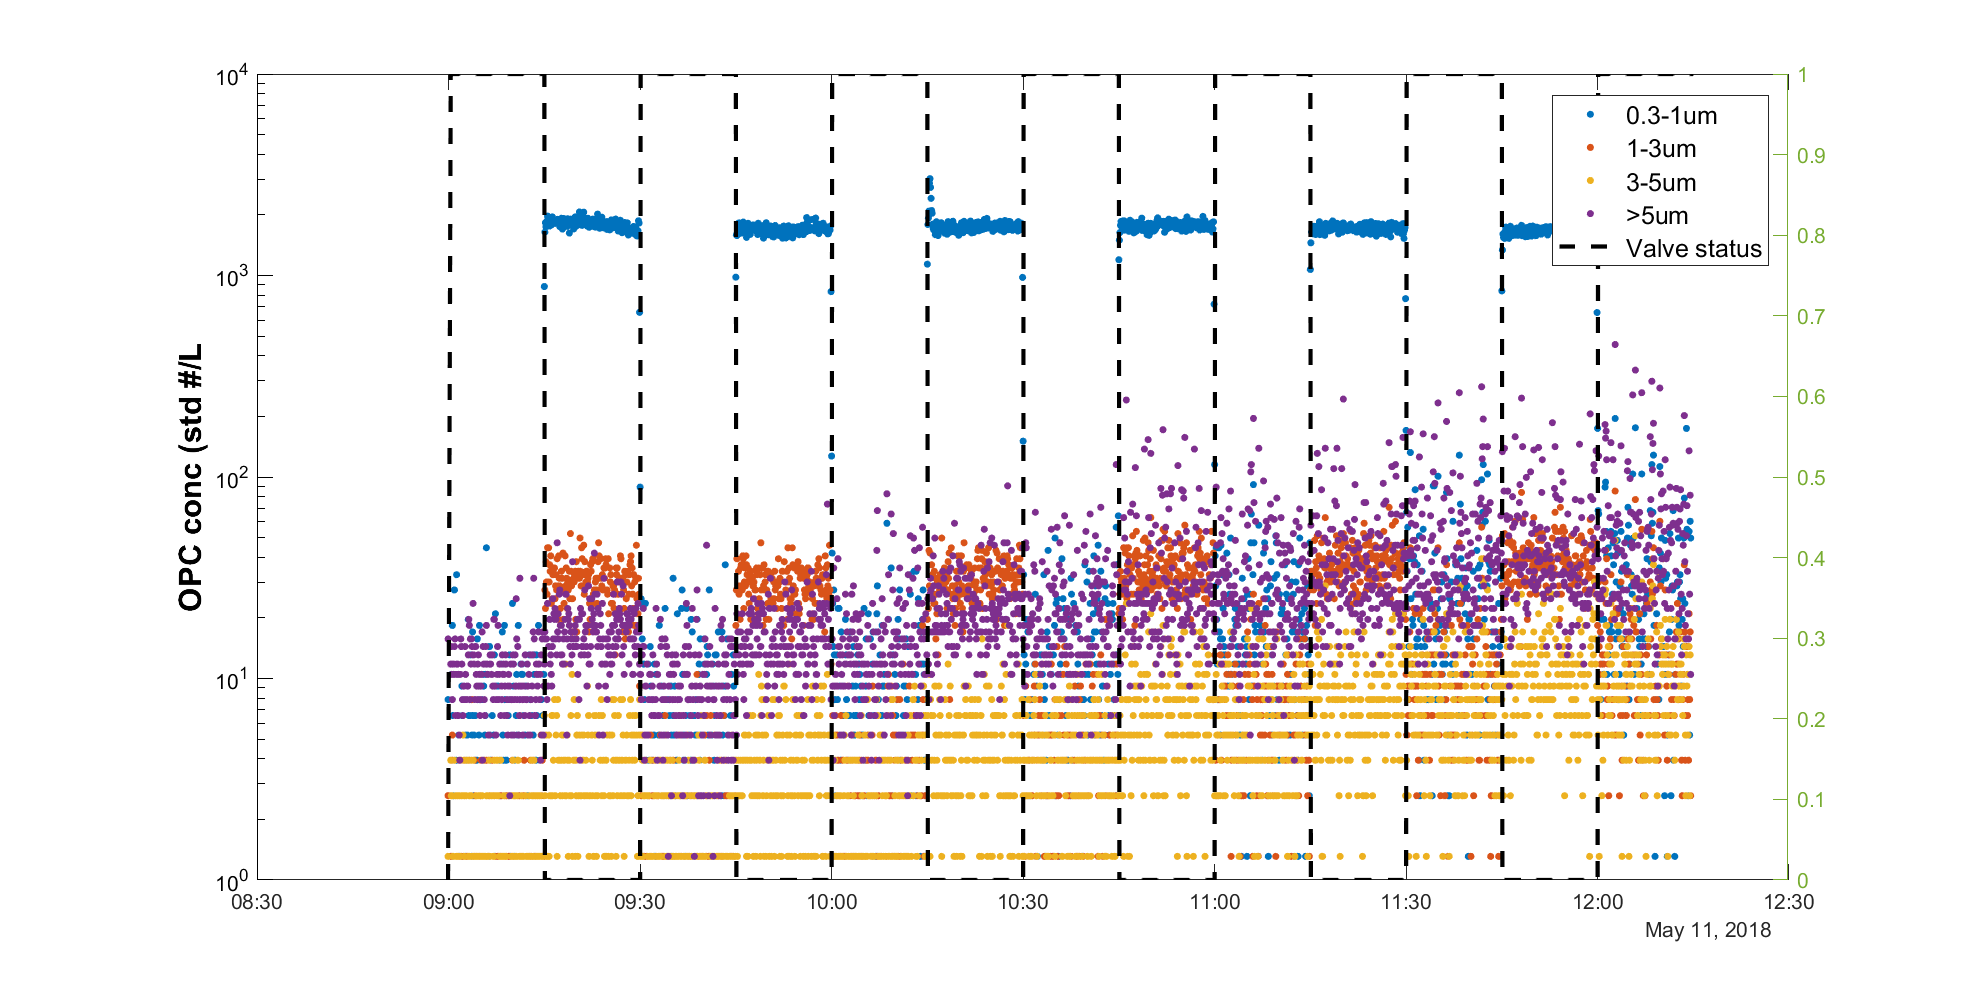 10^4
10^3
10^2
10^1
10^0
OPC conc (std #/L
1
0.9
0.8
0.7
0.6
0.5
0.4
0.3
0.2
0.1
0
0.3-1um
1-3um
3-5um
>5um
Valve status
08:30 09:00 09:30 10:00 10:30 11:00 11:30 12:00 12:30
May 11, 2018